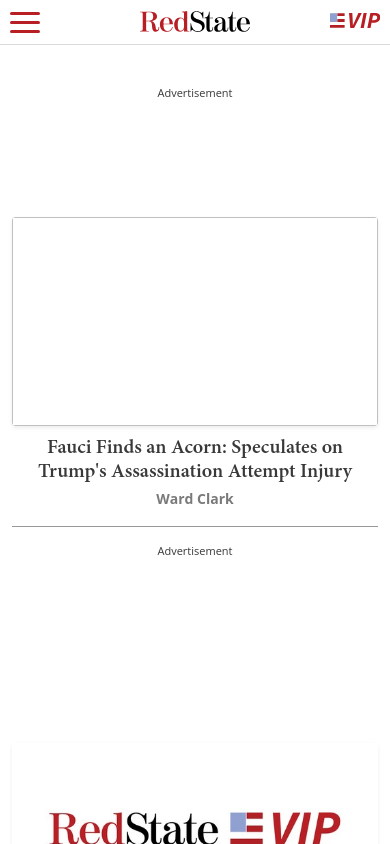 RedState
VIP
Advertisement
Fauci Finds an Acorn: Speculates on
Trump's Assassination Attempt Injury
Ward Clark
Advertisement
RedState VIP